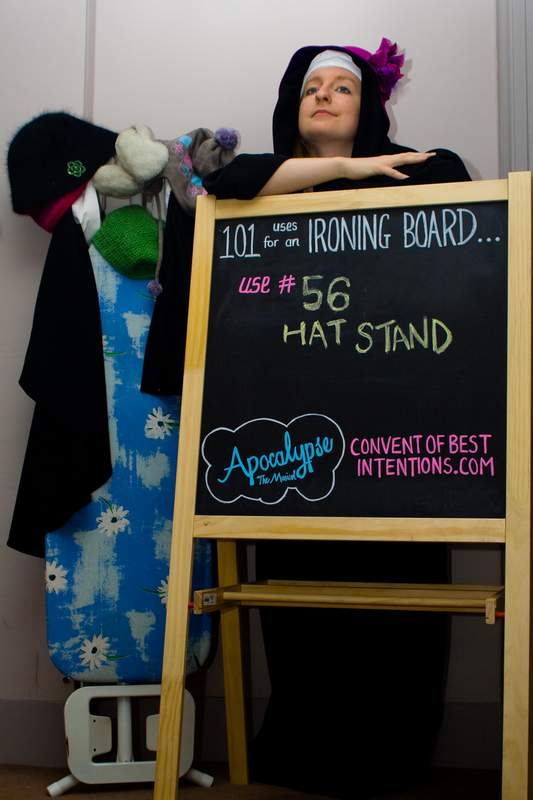 101 uses for an IRONING BOARD...
use # 56
HAT STAND
Apocalypse
The Musical
CONVENT OF BEST
INTENTIONS.COM